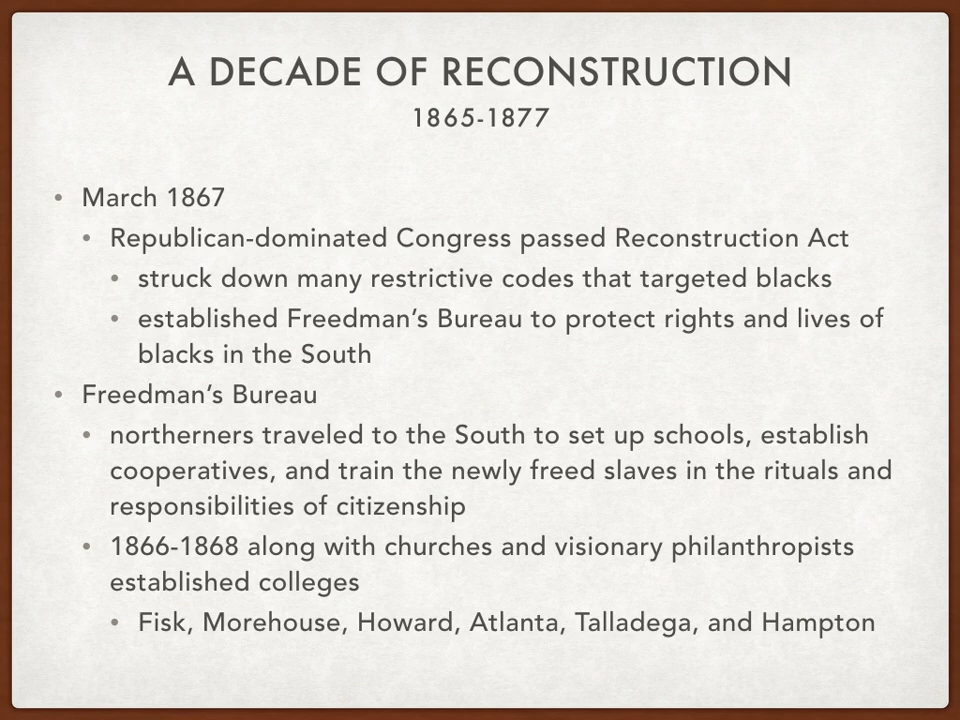 A DECADE OF RECONSTRUCTION
1865-1877
• March 1867
• Republican-dominated Congress passed Reconstruction Act
• struck down many restrictive codes that targeted blacks
• established Freedman’s Bureau to protect rights and lives of
blacks in the South
• Freedman’s Bureau
• northerners traveled to the South to set up schools, establish
cooperatives, and train the newly freed slaves in the rituals and
responsibilities of citizenship
• 1866-1868 along with churches and visionary philanthropists
established colleges
• Fisk, Morehouse, Howard, Atlanta, Talladega, and Hampton